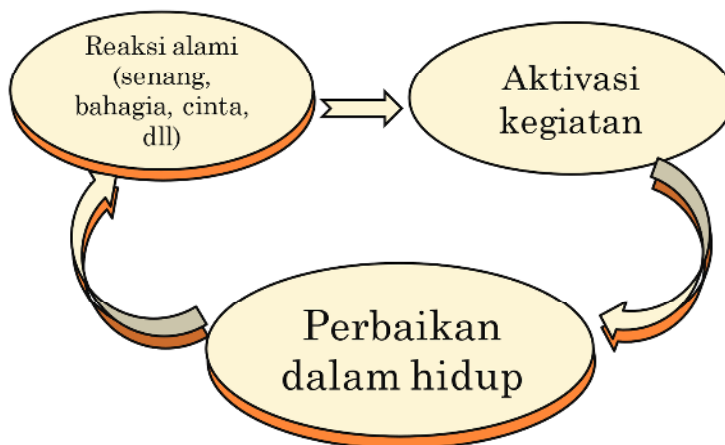 Reaksi alami
(senang,
bahagia, cinta,
dll)
Aktivasi
kegiatan
Perbaikan
dalam hidup